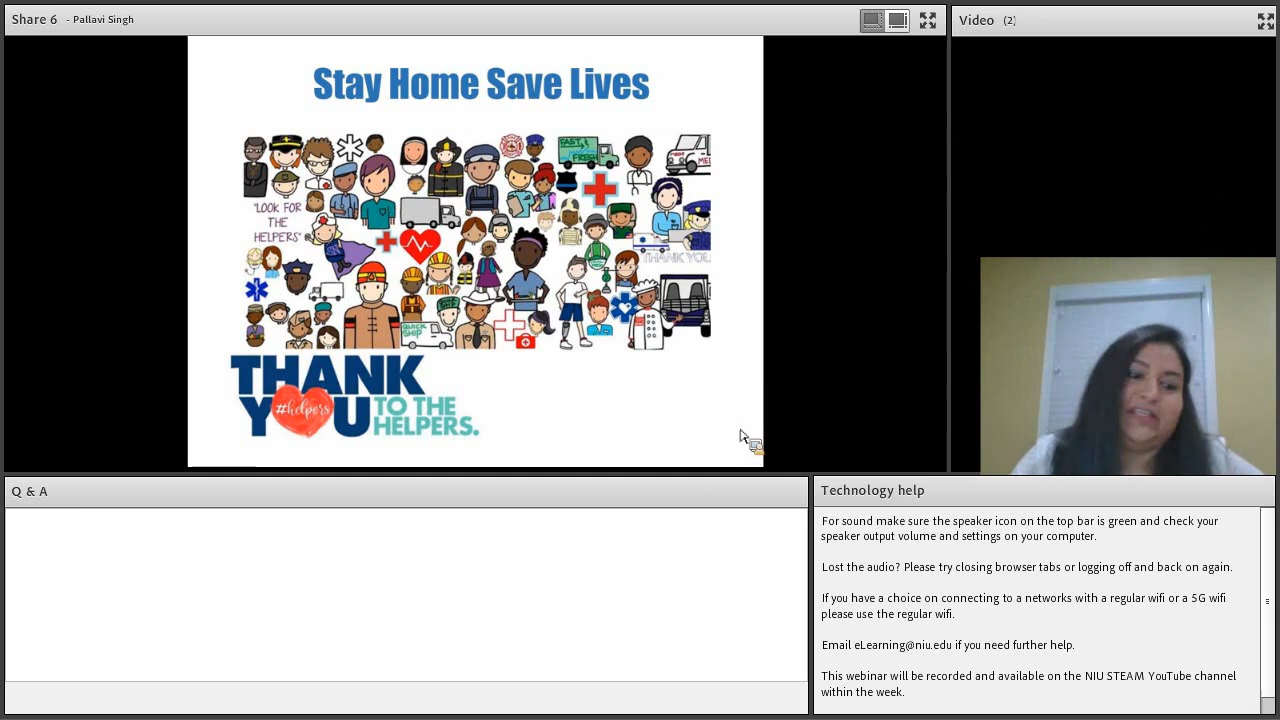 Share 6 - Pallavi Singh
Video (2)
Stay Home Save Lives
FAST
FRESH
MED
"LOOK FOR
THE
HELPERS"
THANK YOU
QUICK
SHIP
THANK
YOU
#helpers
TO THE
HELPERS.
Q & A
Technology help
For sound make sure the speaker icon on the top bar is green and check your
speaker output volume and settings on your computer.
Lost the audio? Please try closing browser tabs or logging off and back on again.
If you have a choice on connecting to a networks with a regular wifi or a 5G wifi
please use the regular wifi.
Email eLearning@niu.edu if you need further help.
This webinar will be recorded and available on the NIU STEAM YouTube channel
within the week.